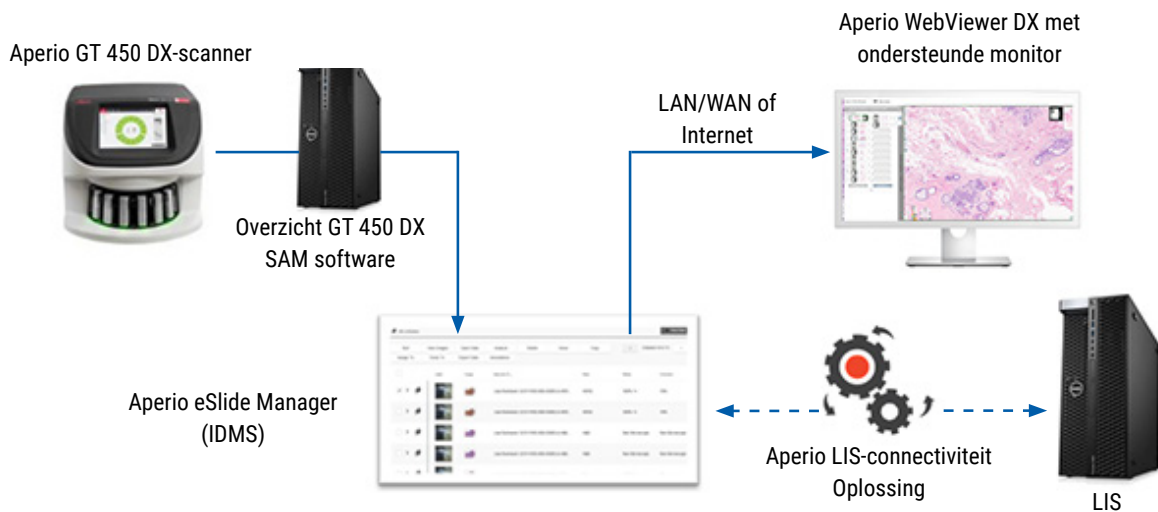 Aperio GT 450 DX-scanner
Overzicht GT 450 DX
SAM software
LAN/WAN of
Internet
Aperio WebViewer DX met
ondersteunde monitor
Aperio eSlide Manager
(IDMS)
Aperio LIS-connectiviteit
Oplossing
LIS